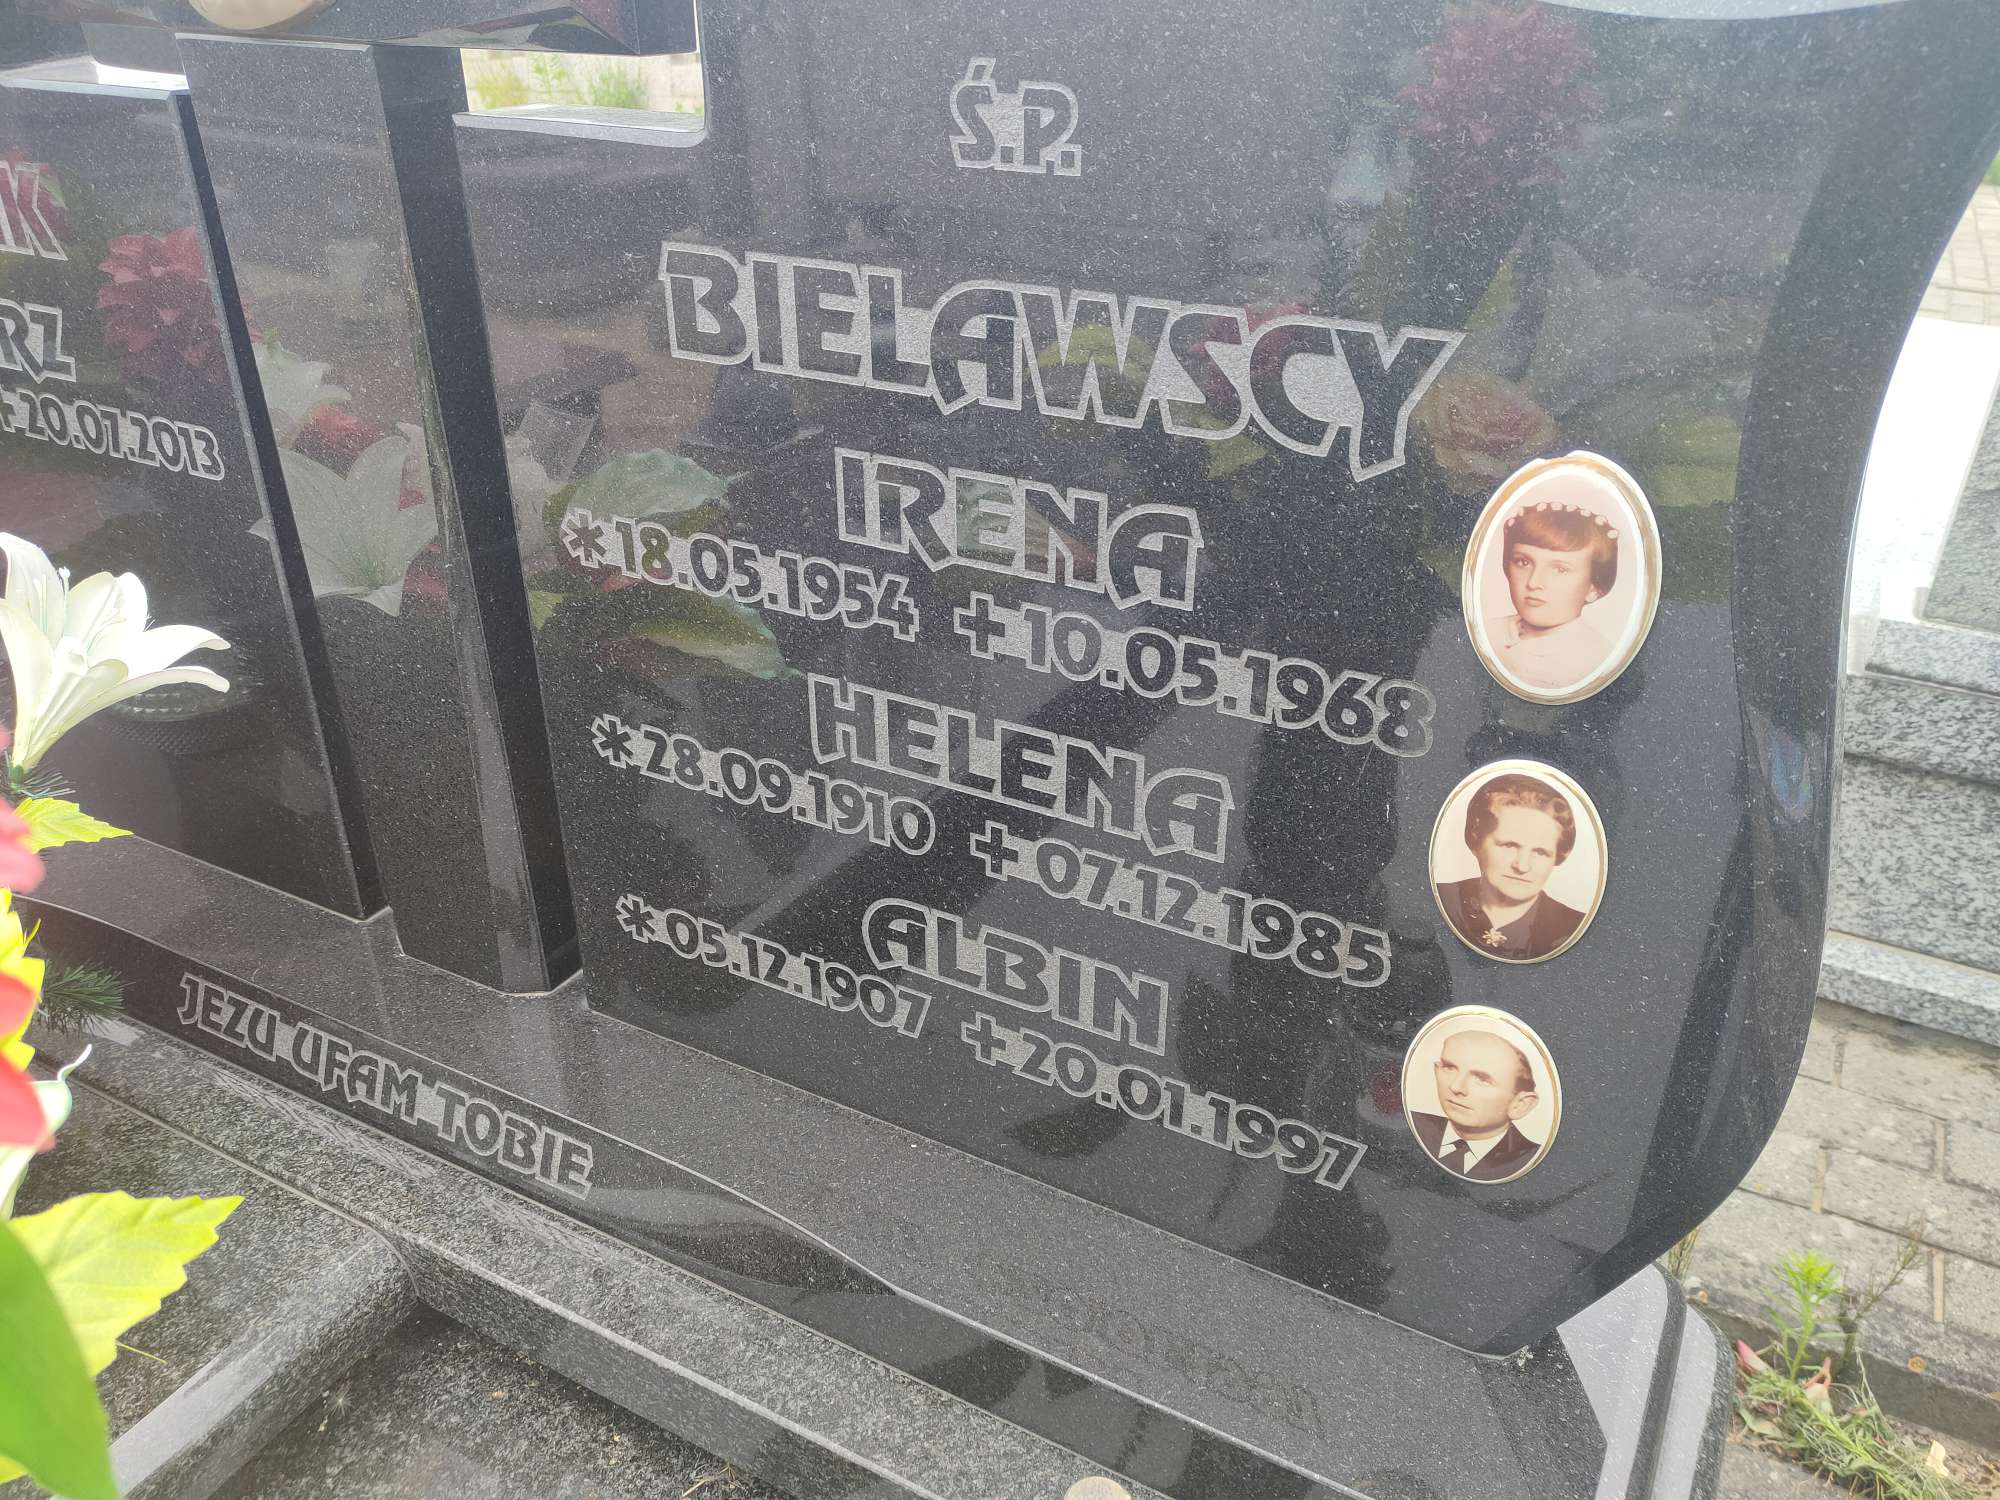 +20.07.2013
Ś.P.
BIELAWSCY
IRENA
*18.05.1954 +10.05.1968
HELENA
*28.09.1910 +07.12.1985
ALBIN
*05.12.1907 +20.01.1997
JEZU UFAM TOBIE